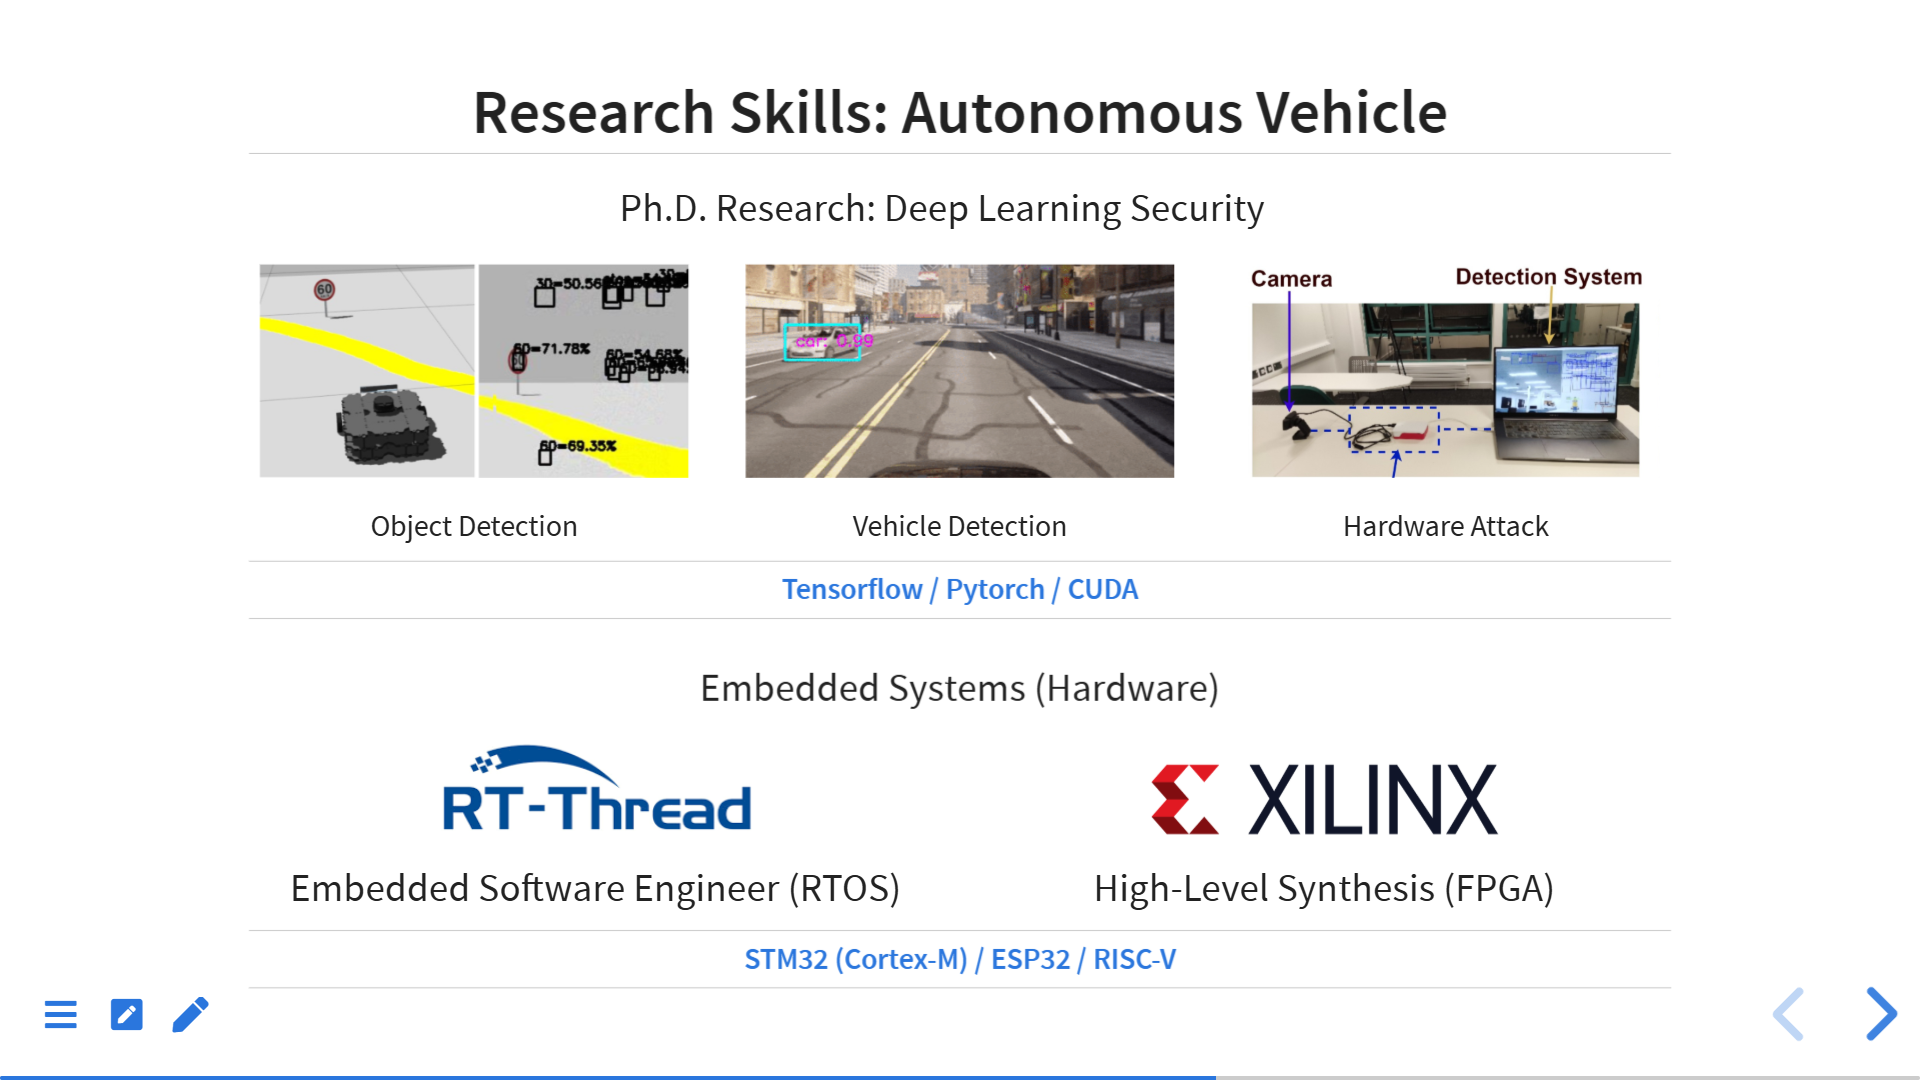 Research Skills: Autonomous Vehicle
Ph.D. Research: Deep Learning Security
60
30=50.56
60=71.78%
60=54.68%
60=69.35%
car: 0.99
Camera
Detection System
Object Detection
Vehicle Detection
Hardware Attack
Tensorflow / Pytorch / CUDA
Embedded Systems (Hardware)
RT-Thread
XILINX
Embedded Software Engineer (RTOS)
High-Level Synthesis (FPGA)
STM32 (Cortex-M) / ESP32 / RISC-V